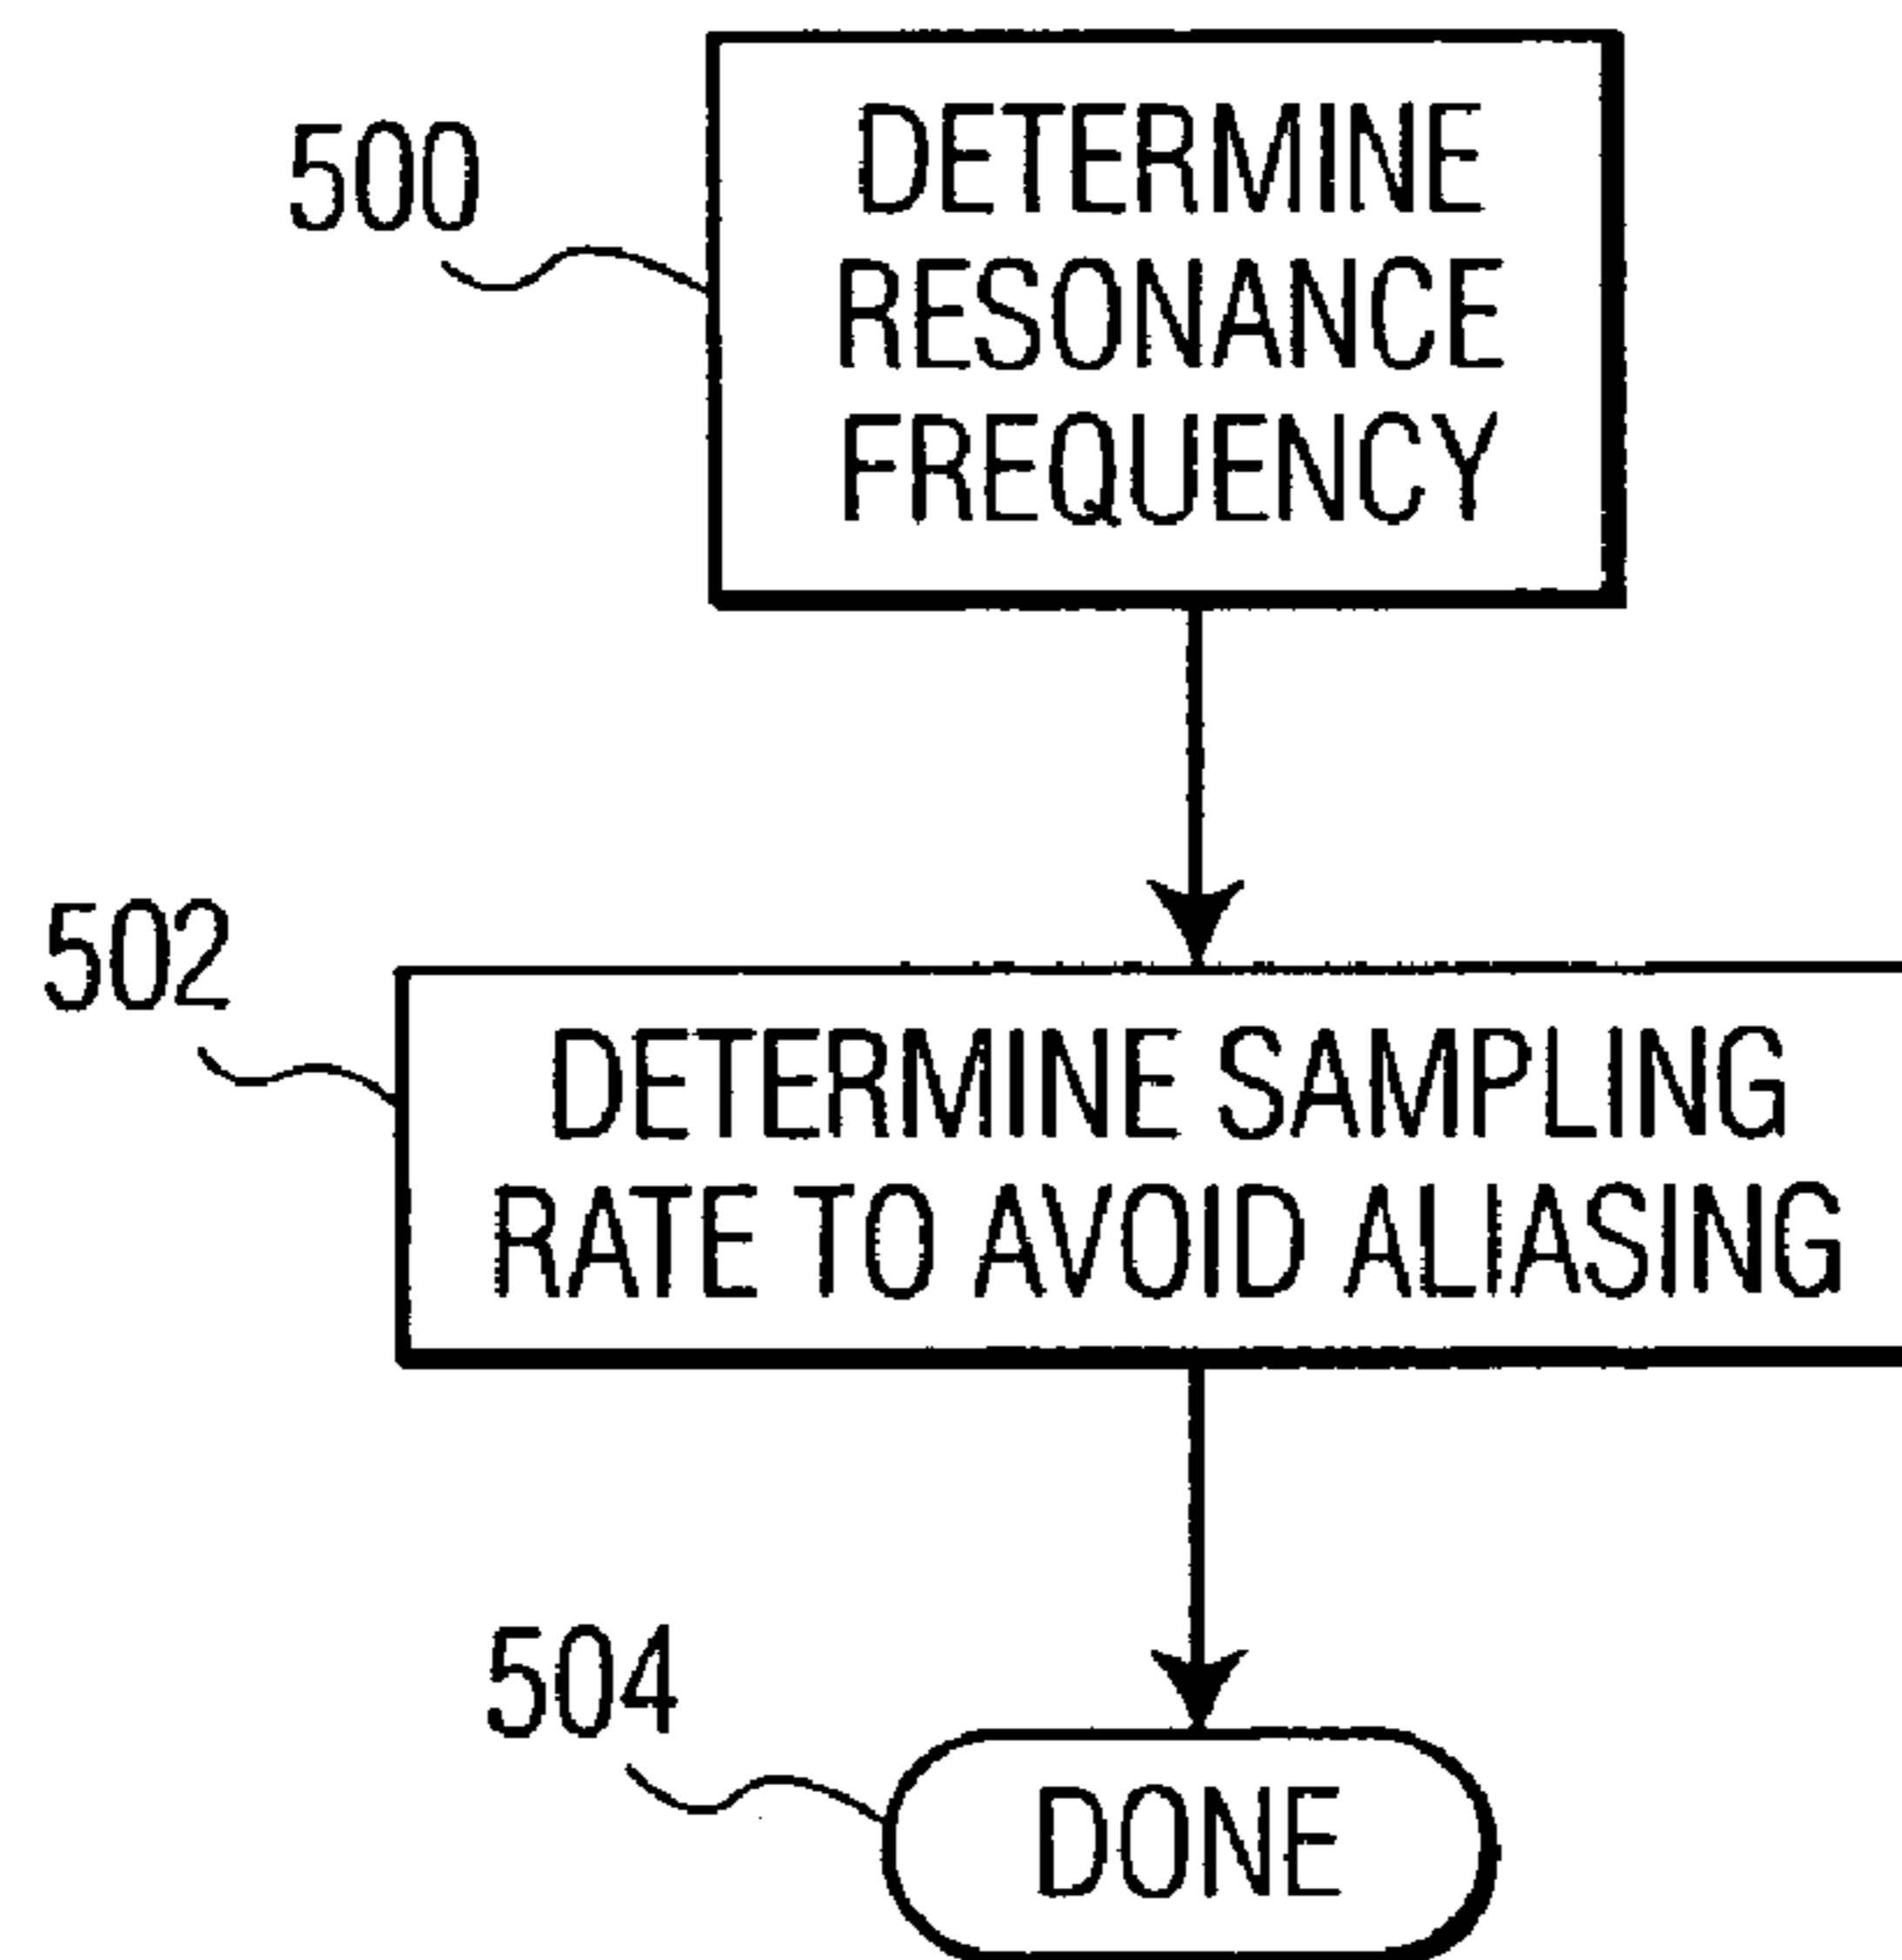 500
DETERMINE
RESONANCE
FREQUENCY
502
DETERMINE SAMPLING
RATE TO AVOID ALIASING
504
DONE